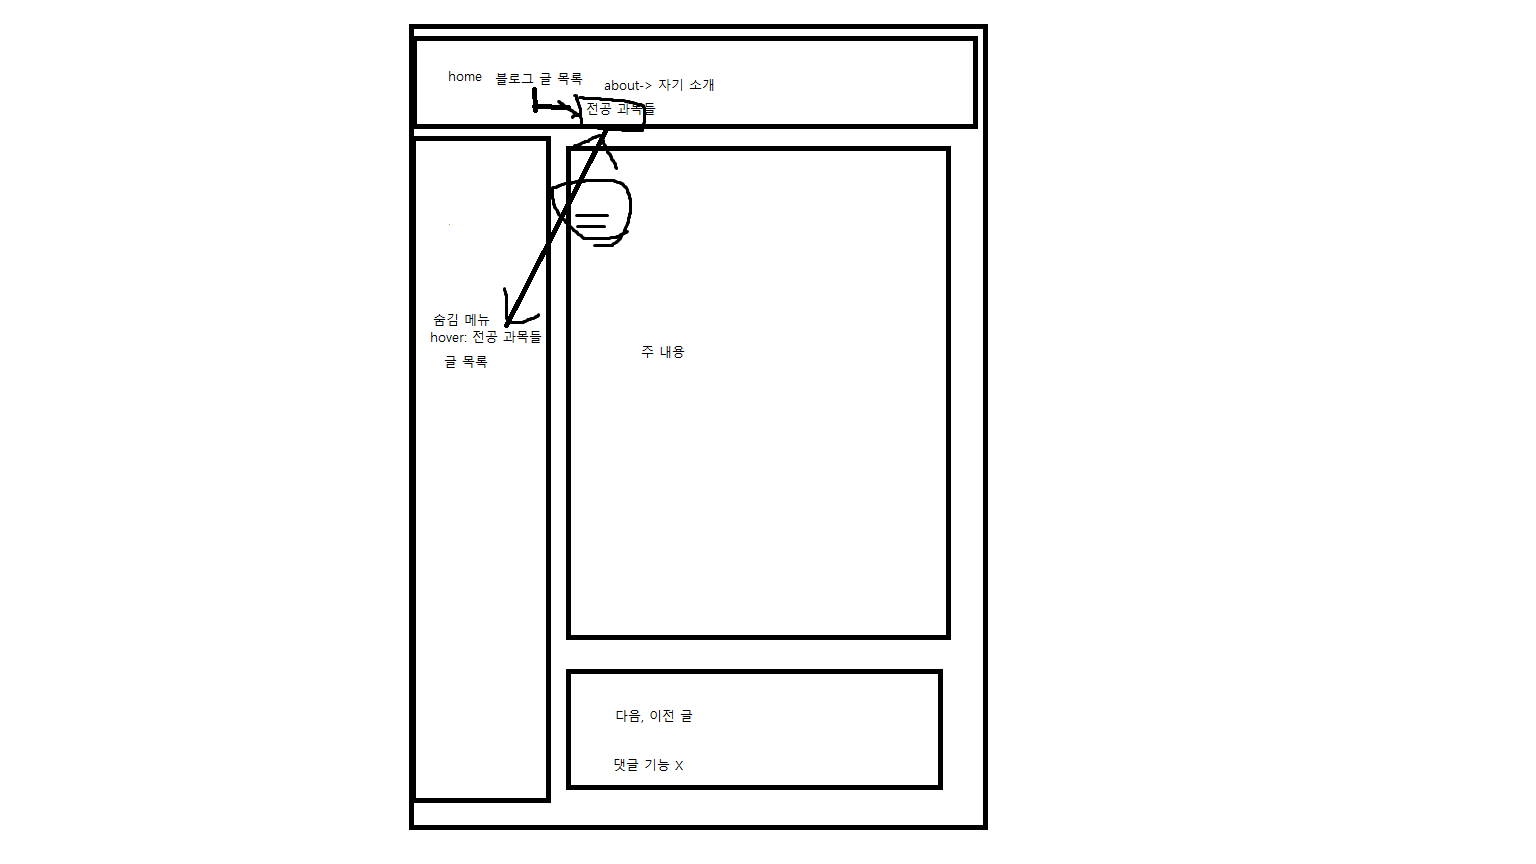 home 블로그 글 목록 about-> 자기 소개
전공 과목들
숨김 메뉴
hover: 전공 과목들
글 목록
주 내용
다음, 이전 글
댓글 기능 X